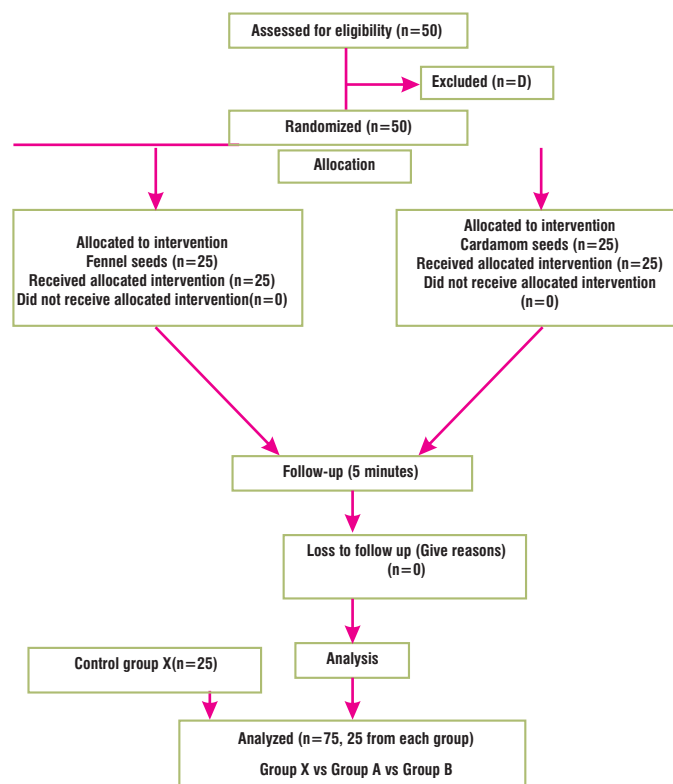 Assessed for eligibility (n=50)
Excluded (n=D)
Randomized (n=50)
Allocation
Allocated to intervention
Fennel seeds (n=25)
Received allocated intervention (n=25)
Did not receive allocated intervention(n=0)
Allocated to intervention
Cardamom seeds (n=25)
Received allocated intervention (n=25)
Did not receive allocated intervention
(n=0)
Follow-up (5 minutes)
Loss to follow up (Give reasons)
(n=0)
Control group X(n=25)
Analysis
Analyzed (n=75, 25 from each group)
Group X vs Group A vs Group B